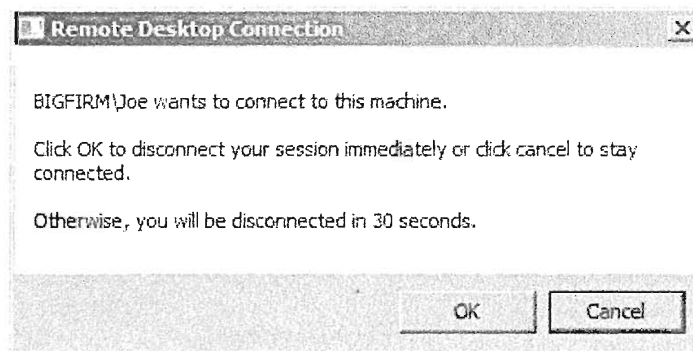 Remote Desktop Connection
BIGFIRM\Joe wants to connect to this machine.
Click OK to disconnect your session immediately or click cancel to stay
connected.
Otherwise, you will be disconnected in 30 seconds.
OK
Cancel